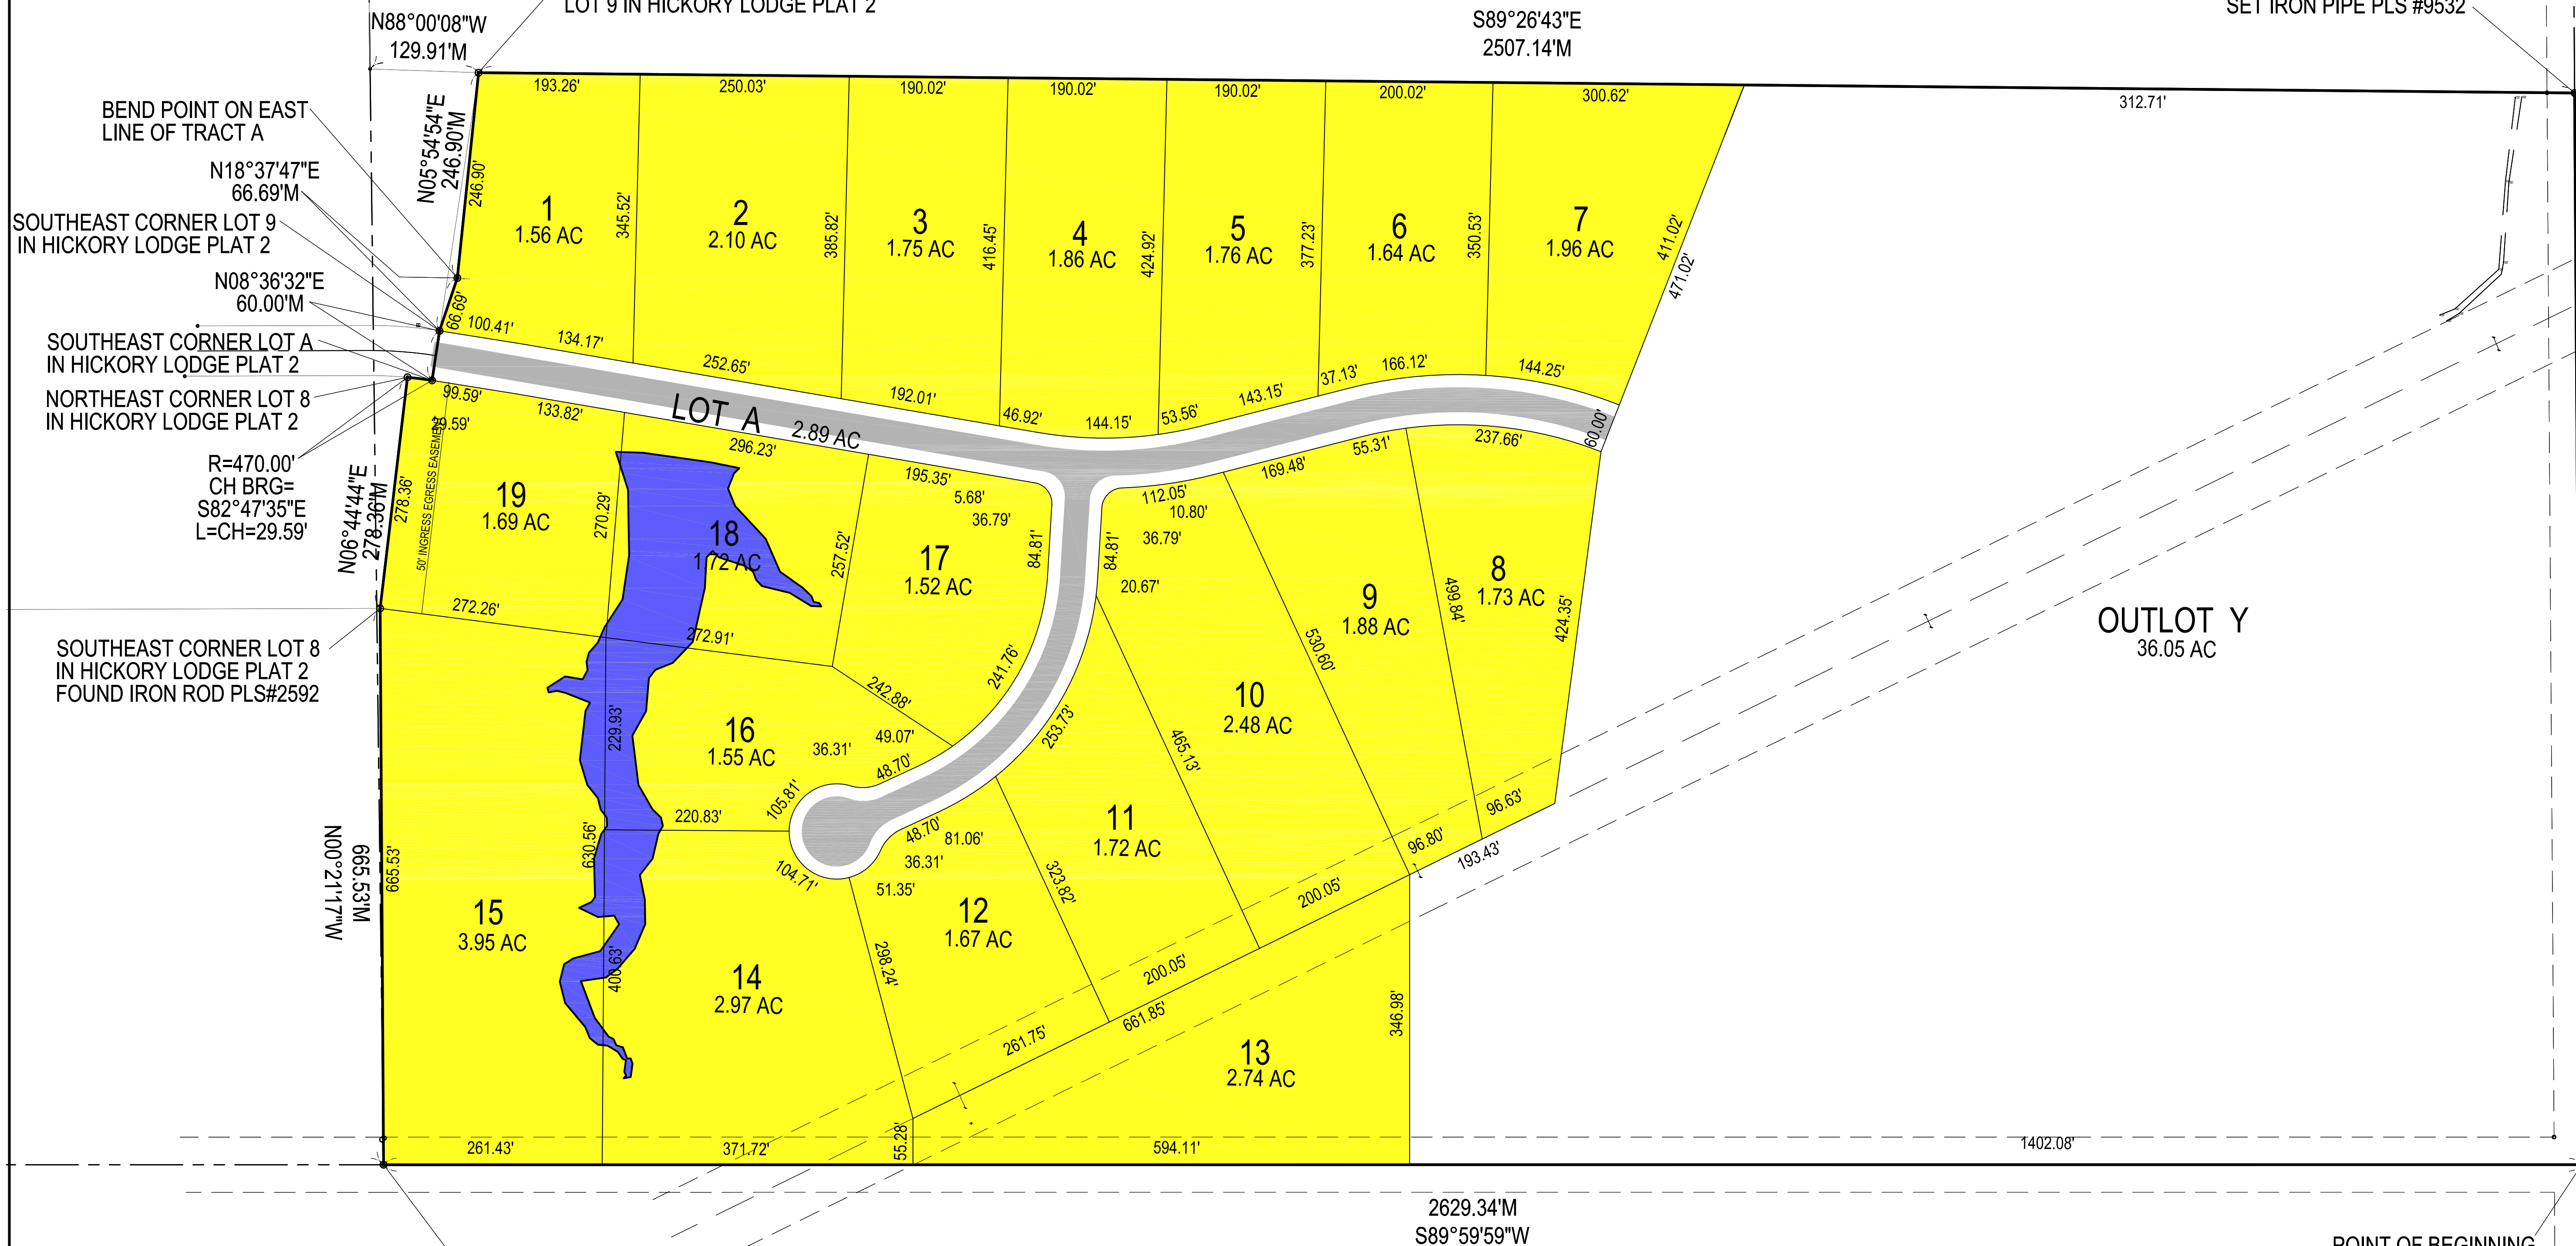 LOT 9 IN HICKORY LODGE PLAT 2
SET IRON PIPE PLS #9532
N88°00'08"W
129.91'M
S89°26'43"E
2507.14'M
193.26'
250.03'
190.02'
190.02'
190.02'
200.02'
300.62'
312.71'
BEND POINT ON EAST
LINE OF TRACT A
N05°54'54"E
246.90'M
246.90'
N18°37'47"E
66.69'M
66.69'
SOUTHEAST CORNER LOT 9
IN HICKORY LODGE PLAT 2
N08°36'32"E
60.00'M
SOUTHEAST CORNER LOT A
IN HICKORY LODGE PLAT 2
NORTHEAST CORNER LOT 8
IN HICKORY LODGE PLAT 2
R=470.00'
CH BRG=
S82°47'35"E
L=CH=29.59'
N06°44'44"E
278.36'M
278.36'
SOUTHEAST CORNER LOT 8
IN HICKORY LODGE PLAT 2
FOUND IRON ROD PLS#2592
N00°21'17"W
665.53'M
665.53'
1
1.56 AC
345.52'
2
2.10 AC
385.82'
3
1.75 AC
416.45'
4
1.86 AC
424.92'
5
1.76 AC
377.23'
6
1.64 AC
350.53'
7
1.96 AC
411.02'
471.02'
100.41'
134.17'
252.65'
192.01'
46.92'
144.15'
53.56'
143.15'
37.13'
166.12'
144.25'
60.00'
LOT A
2.89 AC
99.59'
29.59'
133.82'
296.23'
195.35'
5.68'
36.79'
84.81'
84.81'
112.05'
10.80'
36.79'
20.67'
169.48'
55.31'
237.66'
50' INGRESS EGRESS EASEMENT
19
1.69 AC
270.29'
18
1.72 AC
257.52'
17
1.52 AC
241.76'
272.26'
272.91'
242.88'
229.93'
16
1.55 AC
36.31'
49.07'
48.70'
105.81'
220.83'
104.71'
253.73'
48.70'
81.06'
36.31'
51.35'
10
2.48 AC
465.13'
530.60'
9
1.88 AC
499.84'
8
1.73 AC
424.35'
11
1.72 AC
323.82'
12
1.67 AC
298.24'
96.80'
96.63'
193.43'
200.05'
200.05'
261.75'
661.85'
15
3.95 AC
630.56'
400.63'
14
2.97 AC
13
2.74 AC
346.98'
261.43'
371.72'
55.28'
594.11'
1402.08'
OUTLOT Y
36.05 AC
2629.34'M
S89°59'59"W
POINT OF BEGINNING